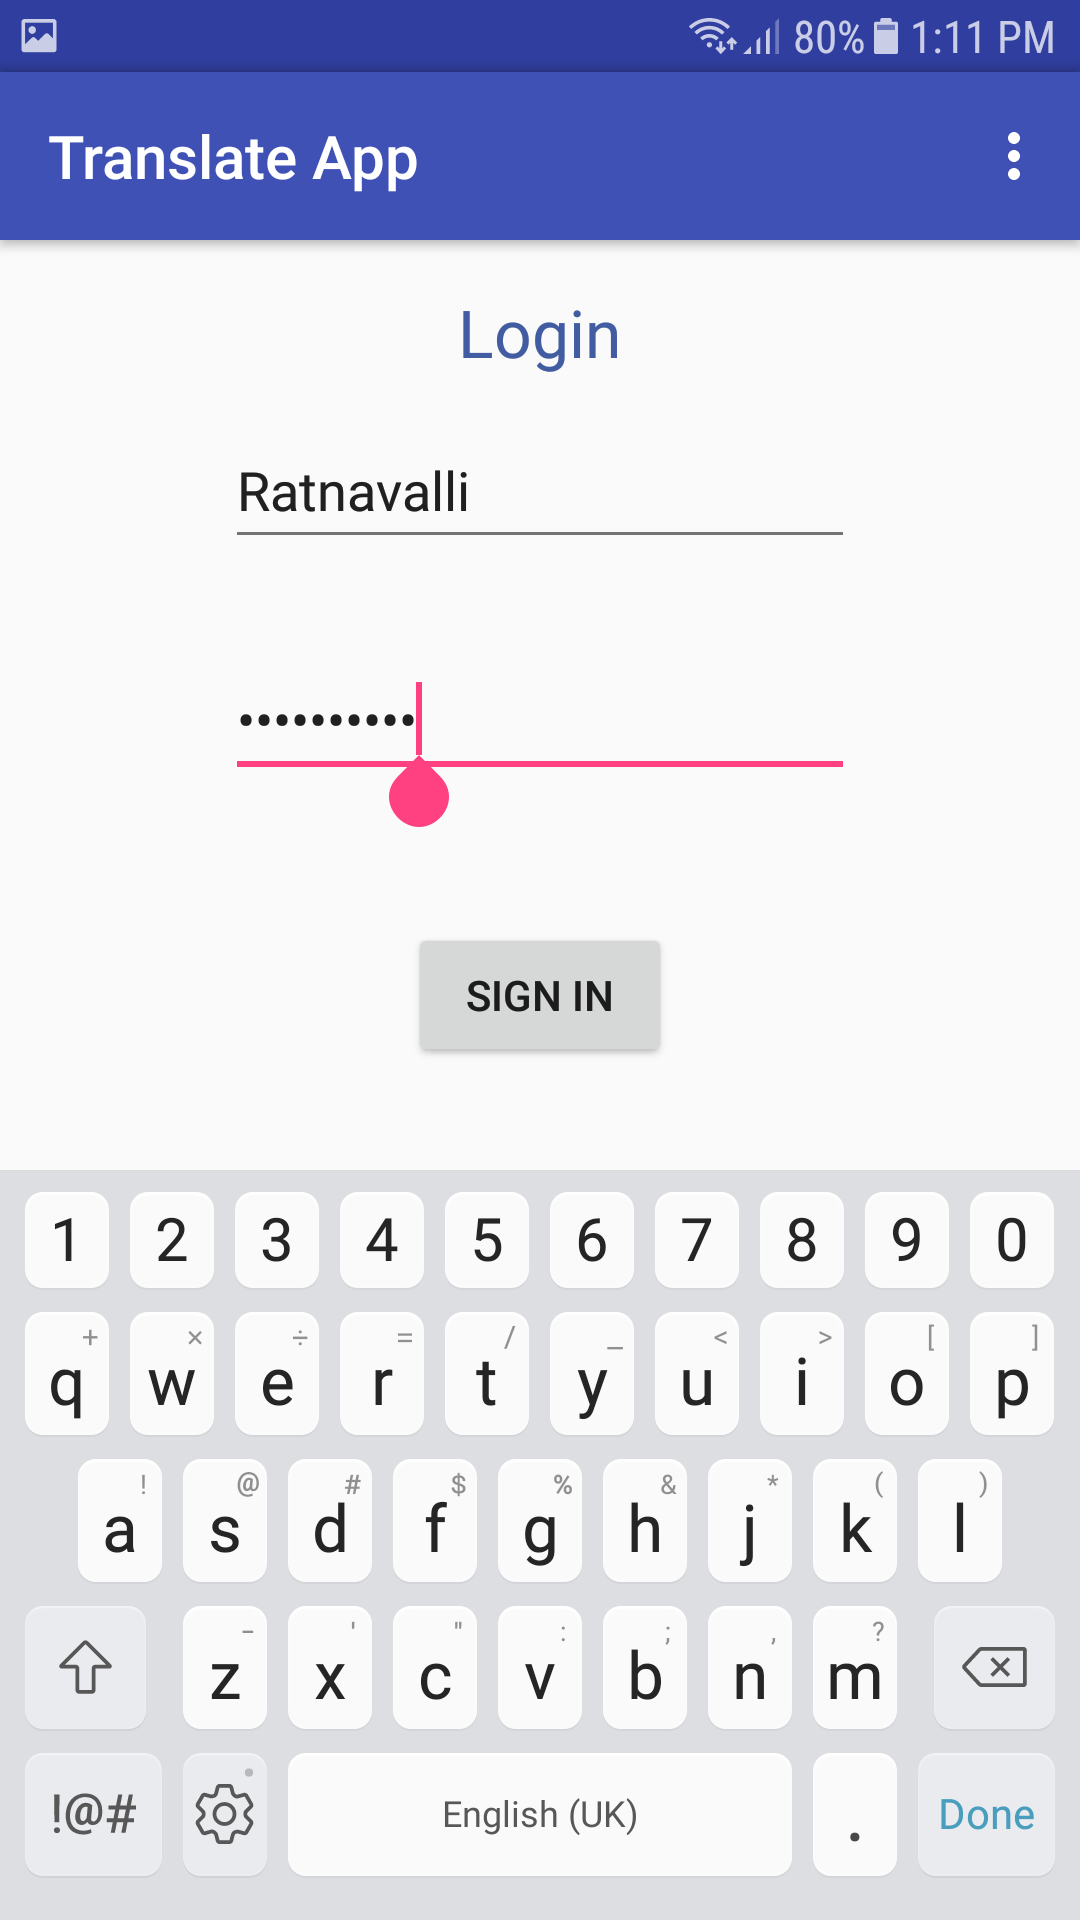 80% 1:11 PM
Translate App
Login
Ratnavalli
••••••••••
SIGN IN
1 2 3 4 5 6 7 8 9 0
+ × ÷ = / _ < > [ ]
q w e r t y u i o p
! @ # $ % & * ( )
a s d f g h j k l
- ' " : ; , ?
z x c v b n m
!@# English (UK) . Done